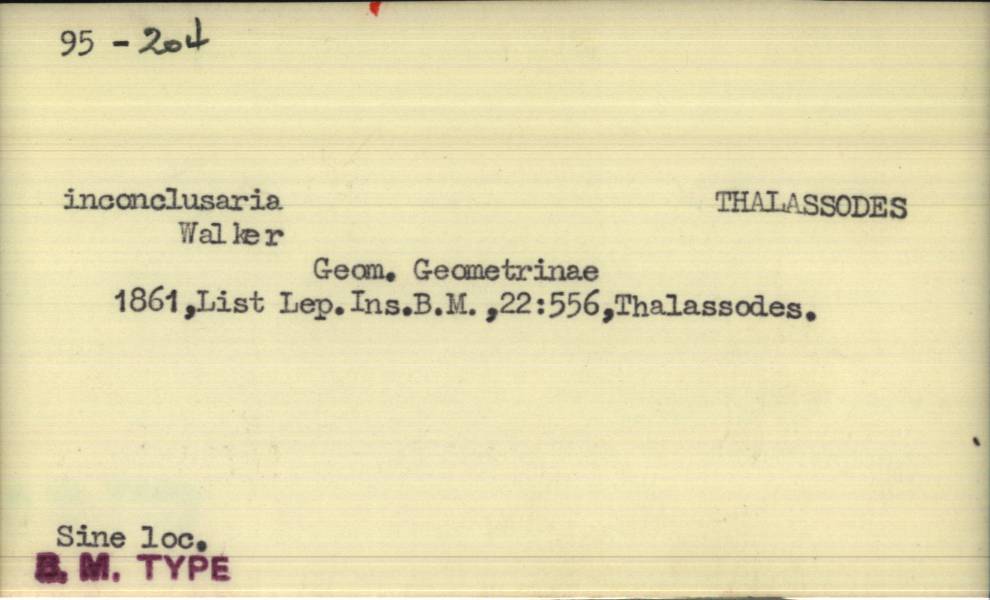 95 - 204
inconclusaria THALASSODES
Walker
Geom. Geometrinae
1861,List Lep.Ins.B.M.,22:556,Thalassodes.
Sine loc.
B. M. TYPE